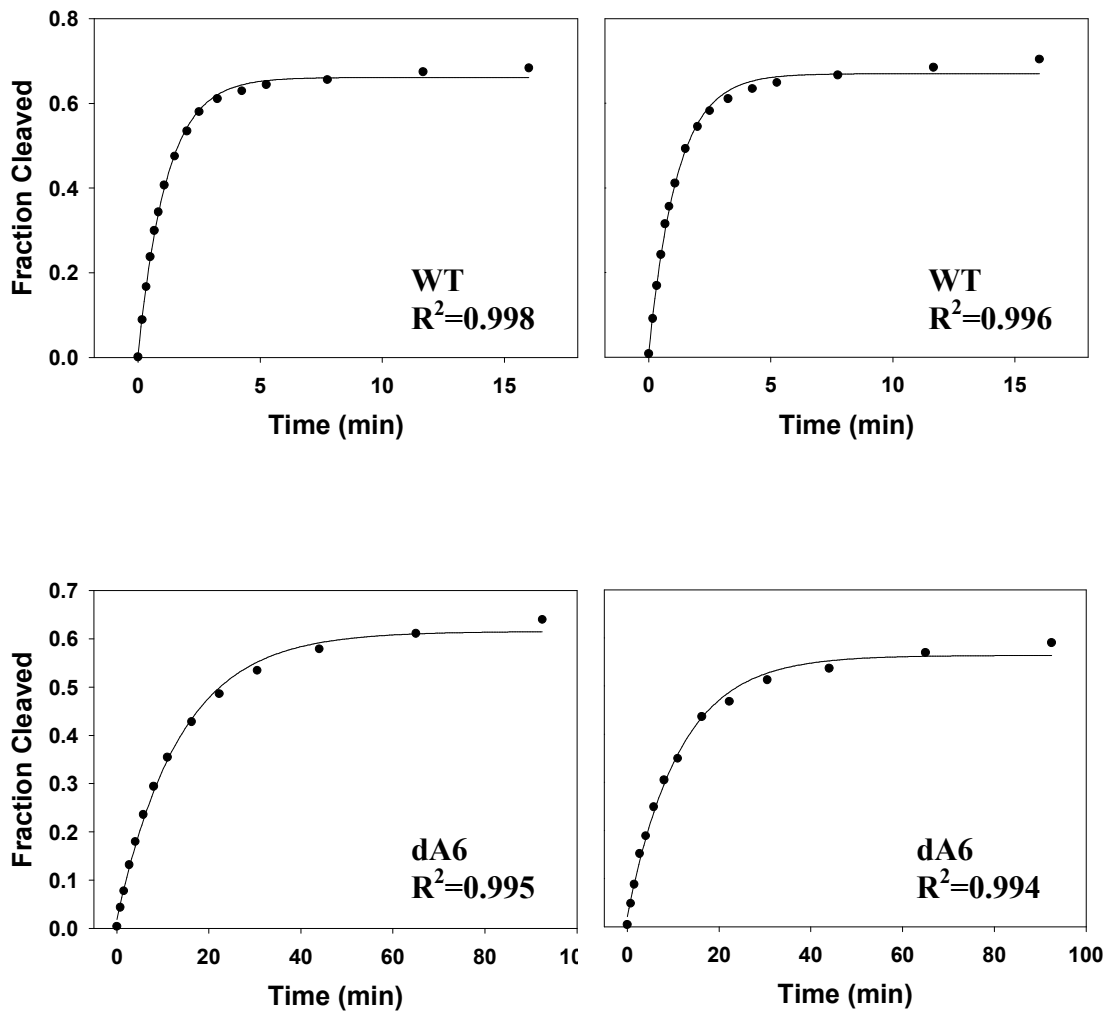 0.8
0.6
0.4
0.2
0.0
Fraction Cleaved
WT
R²=0.998
0 5 10 15
Time (min)
WT
R²=0.996
0 5 10 15
Time (min)
0.7
0.6
0.5
0.4
0.3
0.2
0.1
0.0
Fraction Cleaved
dA6
R²=0.995
0 20 40 60 80 10
Time (min)
dA6
R²=0.994
0 20 40 60 80 100
Time (min)